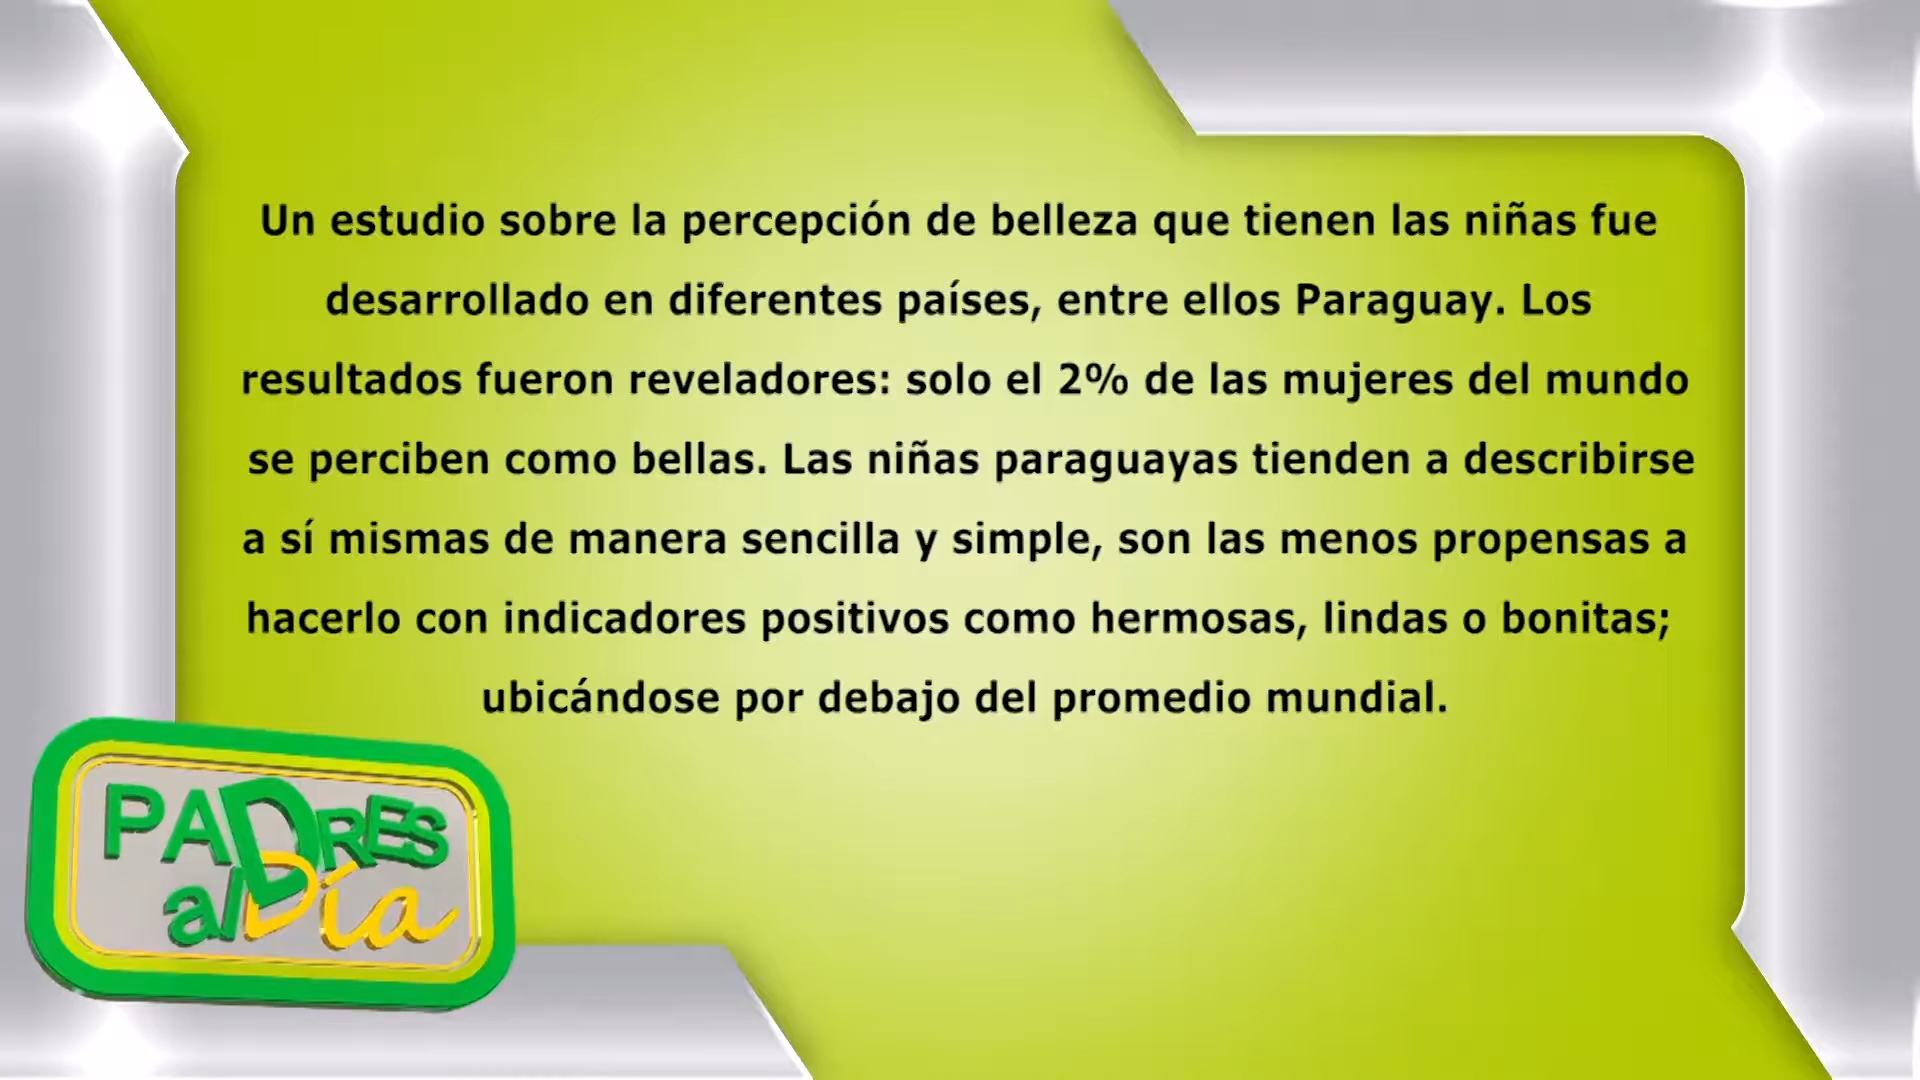 Un estudio sobre la percepción de belleza que tienen las niñas fue
desarrollado en diferentes países, entre ellos Paraguay. Los
resultados fueron reveladores: solo el 2% de las mujeres del mundo
se perciben como bellas. Las niñas paraguayas tienden a describirse
a sí mismas de manera sencilla y simple, son las menos propensas a
hacerlo con indicadores positivos como hermosas, lindas o bonitas;
ubicándose por debajo del promedio mundial.
PADRES
al Día